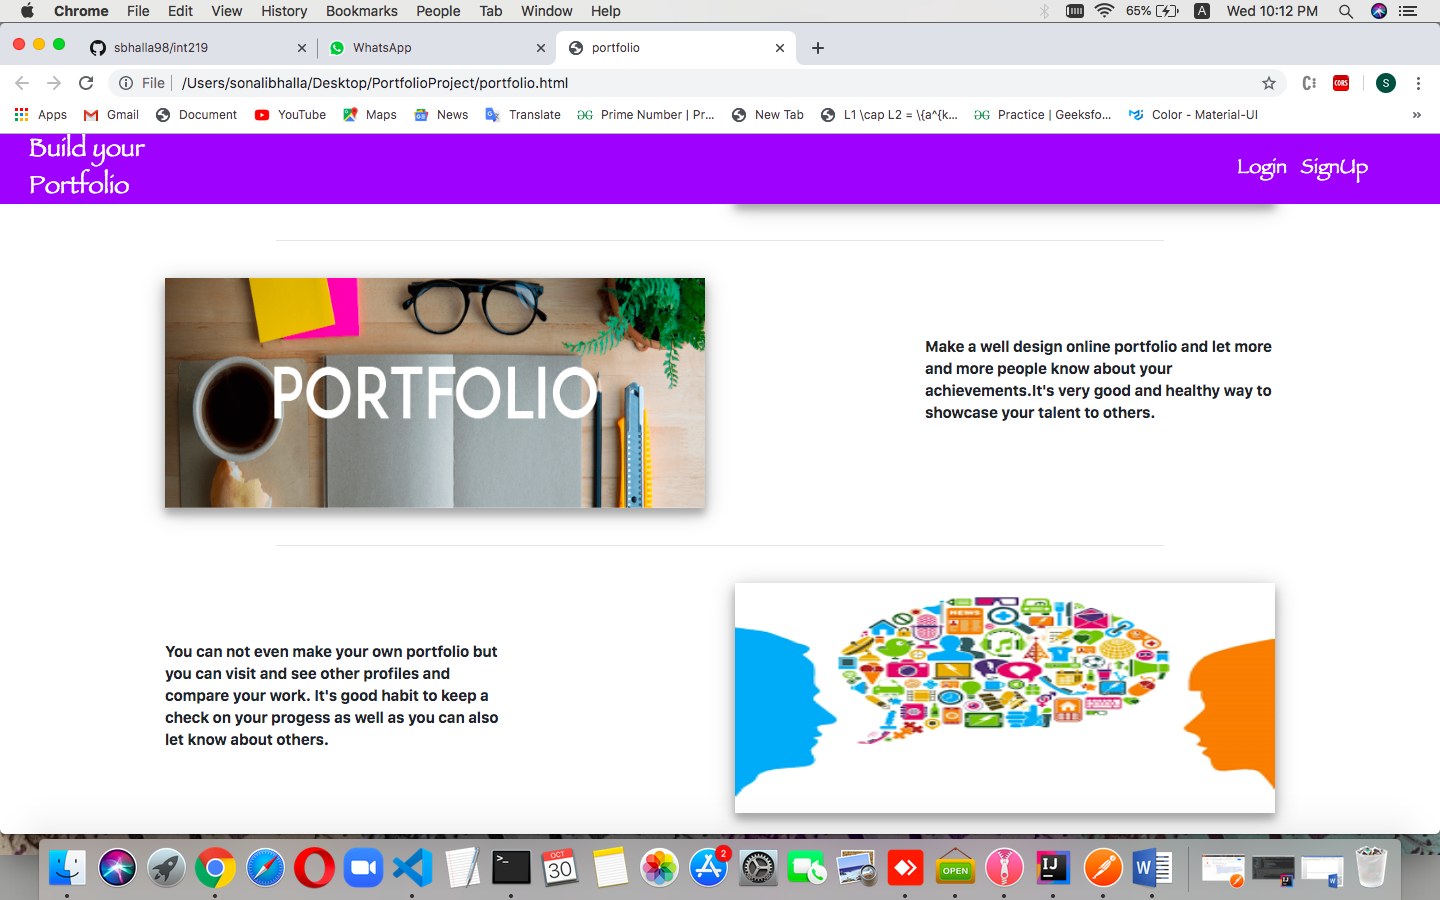 Chrome File Edit View History Bookmarks People Tab Window Help 65% A Wed 10:12 PM
sbhalla98/int219 WhatsApp portfolio
File /Users/sonalibhalla/Desktop/PortfolioProject/portfolio.html CORS S
Apps Gmail Document YouTube Maps News Translate Prime Number | Pr... New Tab L1 \cap L2 = \{a^{k... Practice | Geeksfo... Color - Material-UI »
Build your
Portfolio
Login SignUp
PORTFOLIO
Make a well design online portfolio and let more
and more people know about your
achievements.It's very good and healthy way to
showcase your talent to others.
You can not even make your own portfolio but
you can visit and see other profiles and
compare your work. It's good habit to keep a
check on your progess as well as you can also
let know about others.
NEWS
OCT
30
2
OPEN
IJ
W